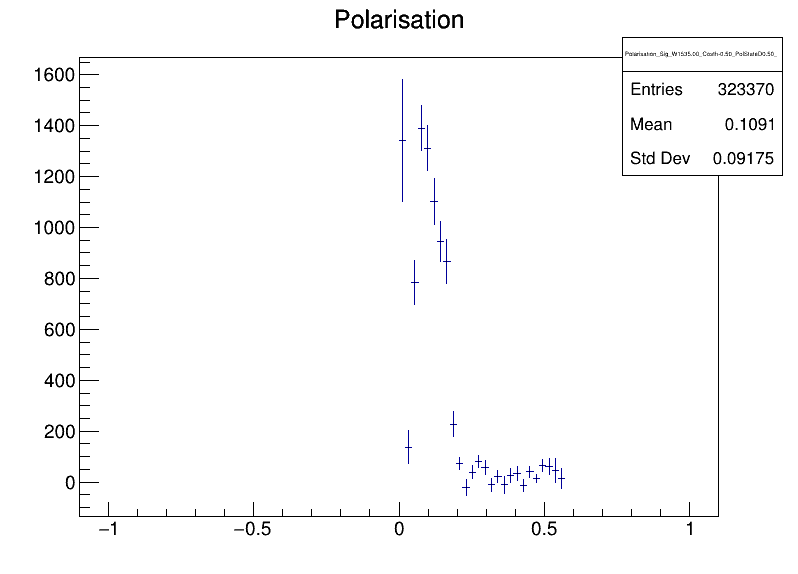 Polarisation
Polarisation_Sig_W1535.00_Costh-0.50_PolStateD0.50_
Entries 323370
Mean 0.1091
Std Dev 0.09175
1600
1400
1200
1000
800
600
400
200
0
−1 −0.5 0 0.5 1